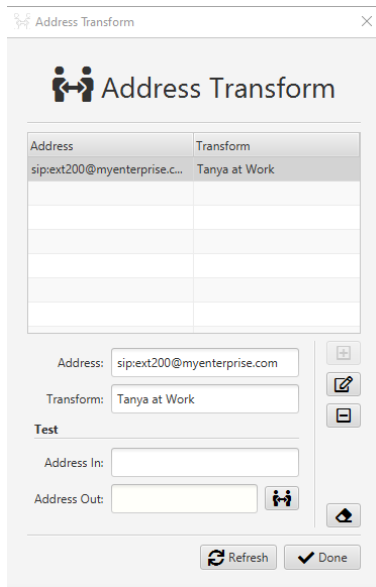 Address Transform
Address Transform
Address Transform
sip:ext200@myenterprise.c... Tanya at Work
Address: sip:ext200@myenterprise.com
Transform: Tanya at Work
Test
Address In:
Address Out:
Refresh Done